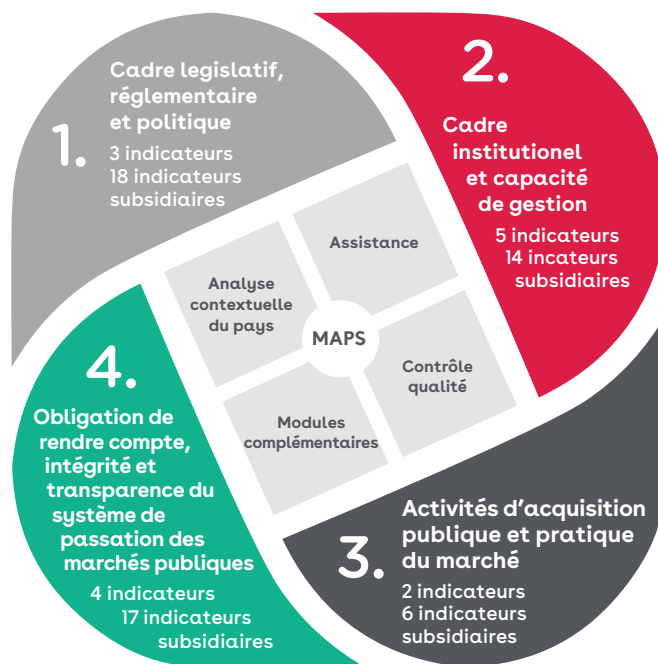 1.
Cadre legislatif,
réglementaire
et politique
3 indicateurs
18 indicateurs
subsidiaires
2.
Cadre
institutionel
et capacité
de gestion
5 indicateurs
14 incateurs
subsidiaires
Assistance
Analyse
contextuelle
du pays
MAPS
Contrôle
qualité
Modules
complémentaires
3.
Activités d’acquisition
publique et pratique
du marché
2 indicateurs
6 indicateurs
subsidiaires
4.
Obligation de
rendre compte,
intégrité et
transparence du
système de
passation des
marchés publiques
4 indicateurs
17 indicateurs
subsidiaires